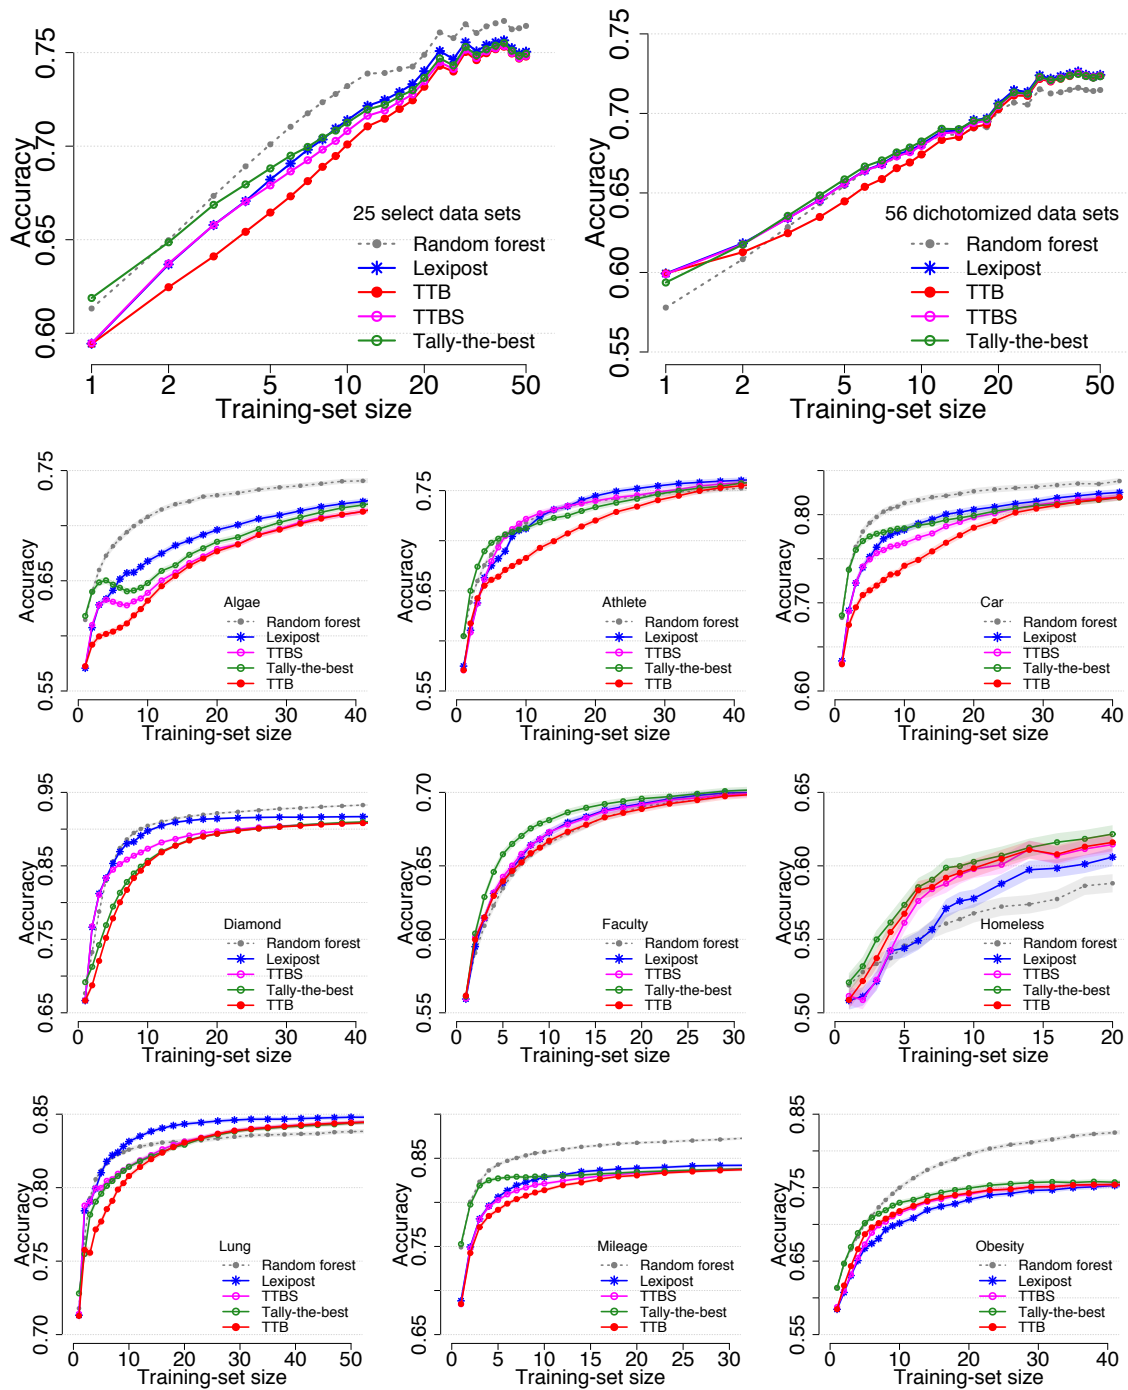 Accuracy
0.60 0.65 0.70 0.75
25 select data sets
Random forest
Lexipost
TTB
TTBS
Tally-the-best
1 2 5 10 20 50
Training-set size
Accuracy
0.55 0.60 0.65 0.70 0.75
56 dichotomized data sets
Random forest
Lexipost
TTB
TTBS
Tally-the-best
1 2 5 10 20 50
Training-set size
Accuracy
0.55 0.65 0.75
Algae
Random forest
Lexipost
TTBS
Tally-the-best
TTB
0 10 20 30 40
Training-set size
Accuracy
0.55 0.65 0.75
Athlete
Random forest
Lexipost
TTBS
Tally-the-best
TTB
0 10 20 30 40
Training-set size
Accuracy
0.60 0.70 0.80
Car
Random forest
Lexipost
TTBS
Tally-the-best
TTB
0 10 20 30 40
Training-set size
Accuracy
0.65 0.75 0.85 0.95
Diamond
Random forest
Lexipost
TTBS
Tally-the-best
TTB
0 10 20 30 40
Training-set size
Accuracy
0.55 0.60 0.65 0.70
Faculty
Random forest
Lexipost
TTBS
Tally-the-best
TTB
0 5 10 15 20 25 30
Training-set size
Accuracy
0.50 0.55 0.60 0.65
Homeless
Random forest
Lexipost
TTBS
Tally-the-best
TTB
0 5 10 15 20
Training-set size
Accuracy
0.70 0.75 0.80 0.85
Lung
Random forest
Lexipost
TTBS
Tally-the-best
TTB
0 10 20 30 40 50
Training-set size
Accuracy
0.65 0.75 0.85
Mileage
Random forest
Lexipost
TTBS
Tally-the-best
TTB
0 5 10 15 20 25 30
Training-set size
Accuracy
0.55 0.65 0.75 0.85
Obesity
Random forest
Lexipost
TTBS
Tally-the-best
TTB
0 10 20 30 40
Training-set size